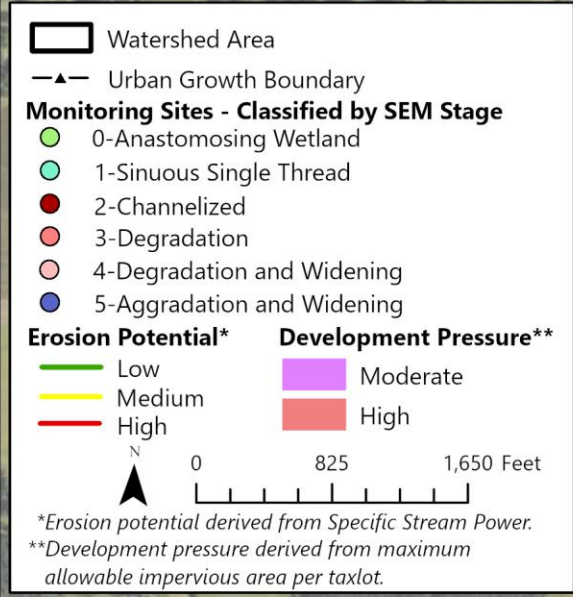 Watershed Area
Urban Growth Boundary
Monitoring Sites - Classified by SEM Stage
0-Anastomosing Wetland
1-Sinuous Single Thread
2-Channelized
3-Degradation
4-Degradation and Widening
5-Aggradation and Widening
Erosion Potential*
Low
Medium
High
Development Pressure**
Moderate
High
N
0 825 1,650 Feet
*Erosion potential derived from Specific Stream Power.
**Development pressure derived from maximum
allowable impervious area per taxlot.